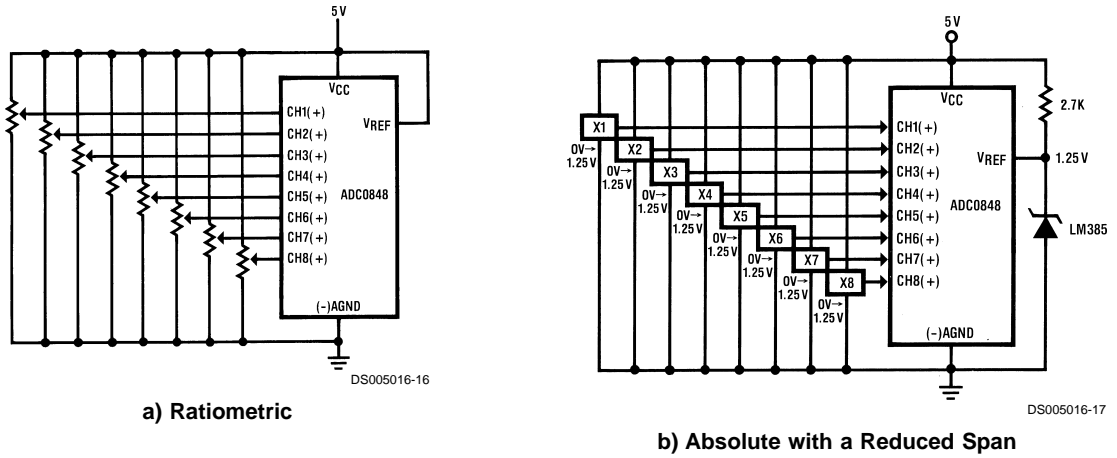 5V
VCC
CH1(+)
VREF
CH2(+)
CH3(+)
CH4(+)
CH5(+)
ADC0848
CH6(+)
CH7(+)
CH8(+)
(-)AGND
DS005016-16
a) Ratiometric
5V
VCC
2.7K
X1
CH1(+)
0V→
1.25V
X2
CH2(+)
VREF
1.25V
0V→
1.25V
X3
CH3(+)
0V→
1.25V
X4
CH4(+)
ADC0848
0V→
1.25V
X5
CH5(+)
LM385
0V→
1.25V
X6
CH6(+)
0V→
1.25V
X7
CH7(+)
0V→
1.25V
X8
CH8(+)
0V→
1.25V
(-)AGND
DS005016-17
b) Absolute with a Reduced Span